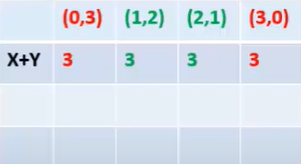 (0,3) (1,2) (2,1) (3,0)
X+Y 3 3 3 3